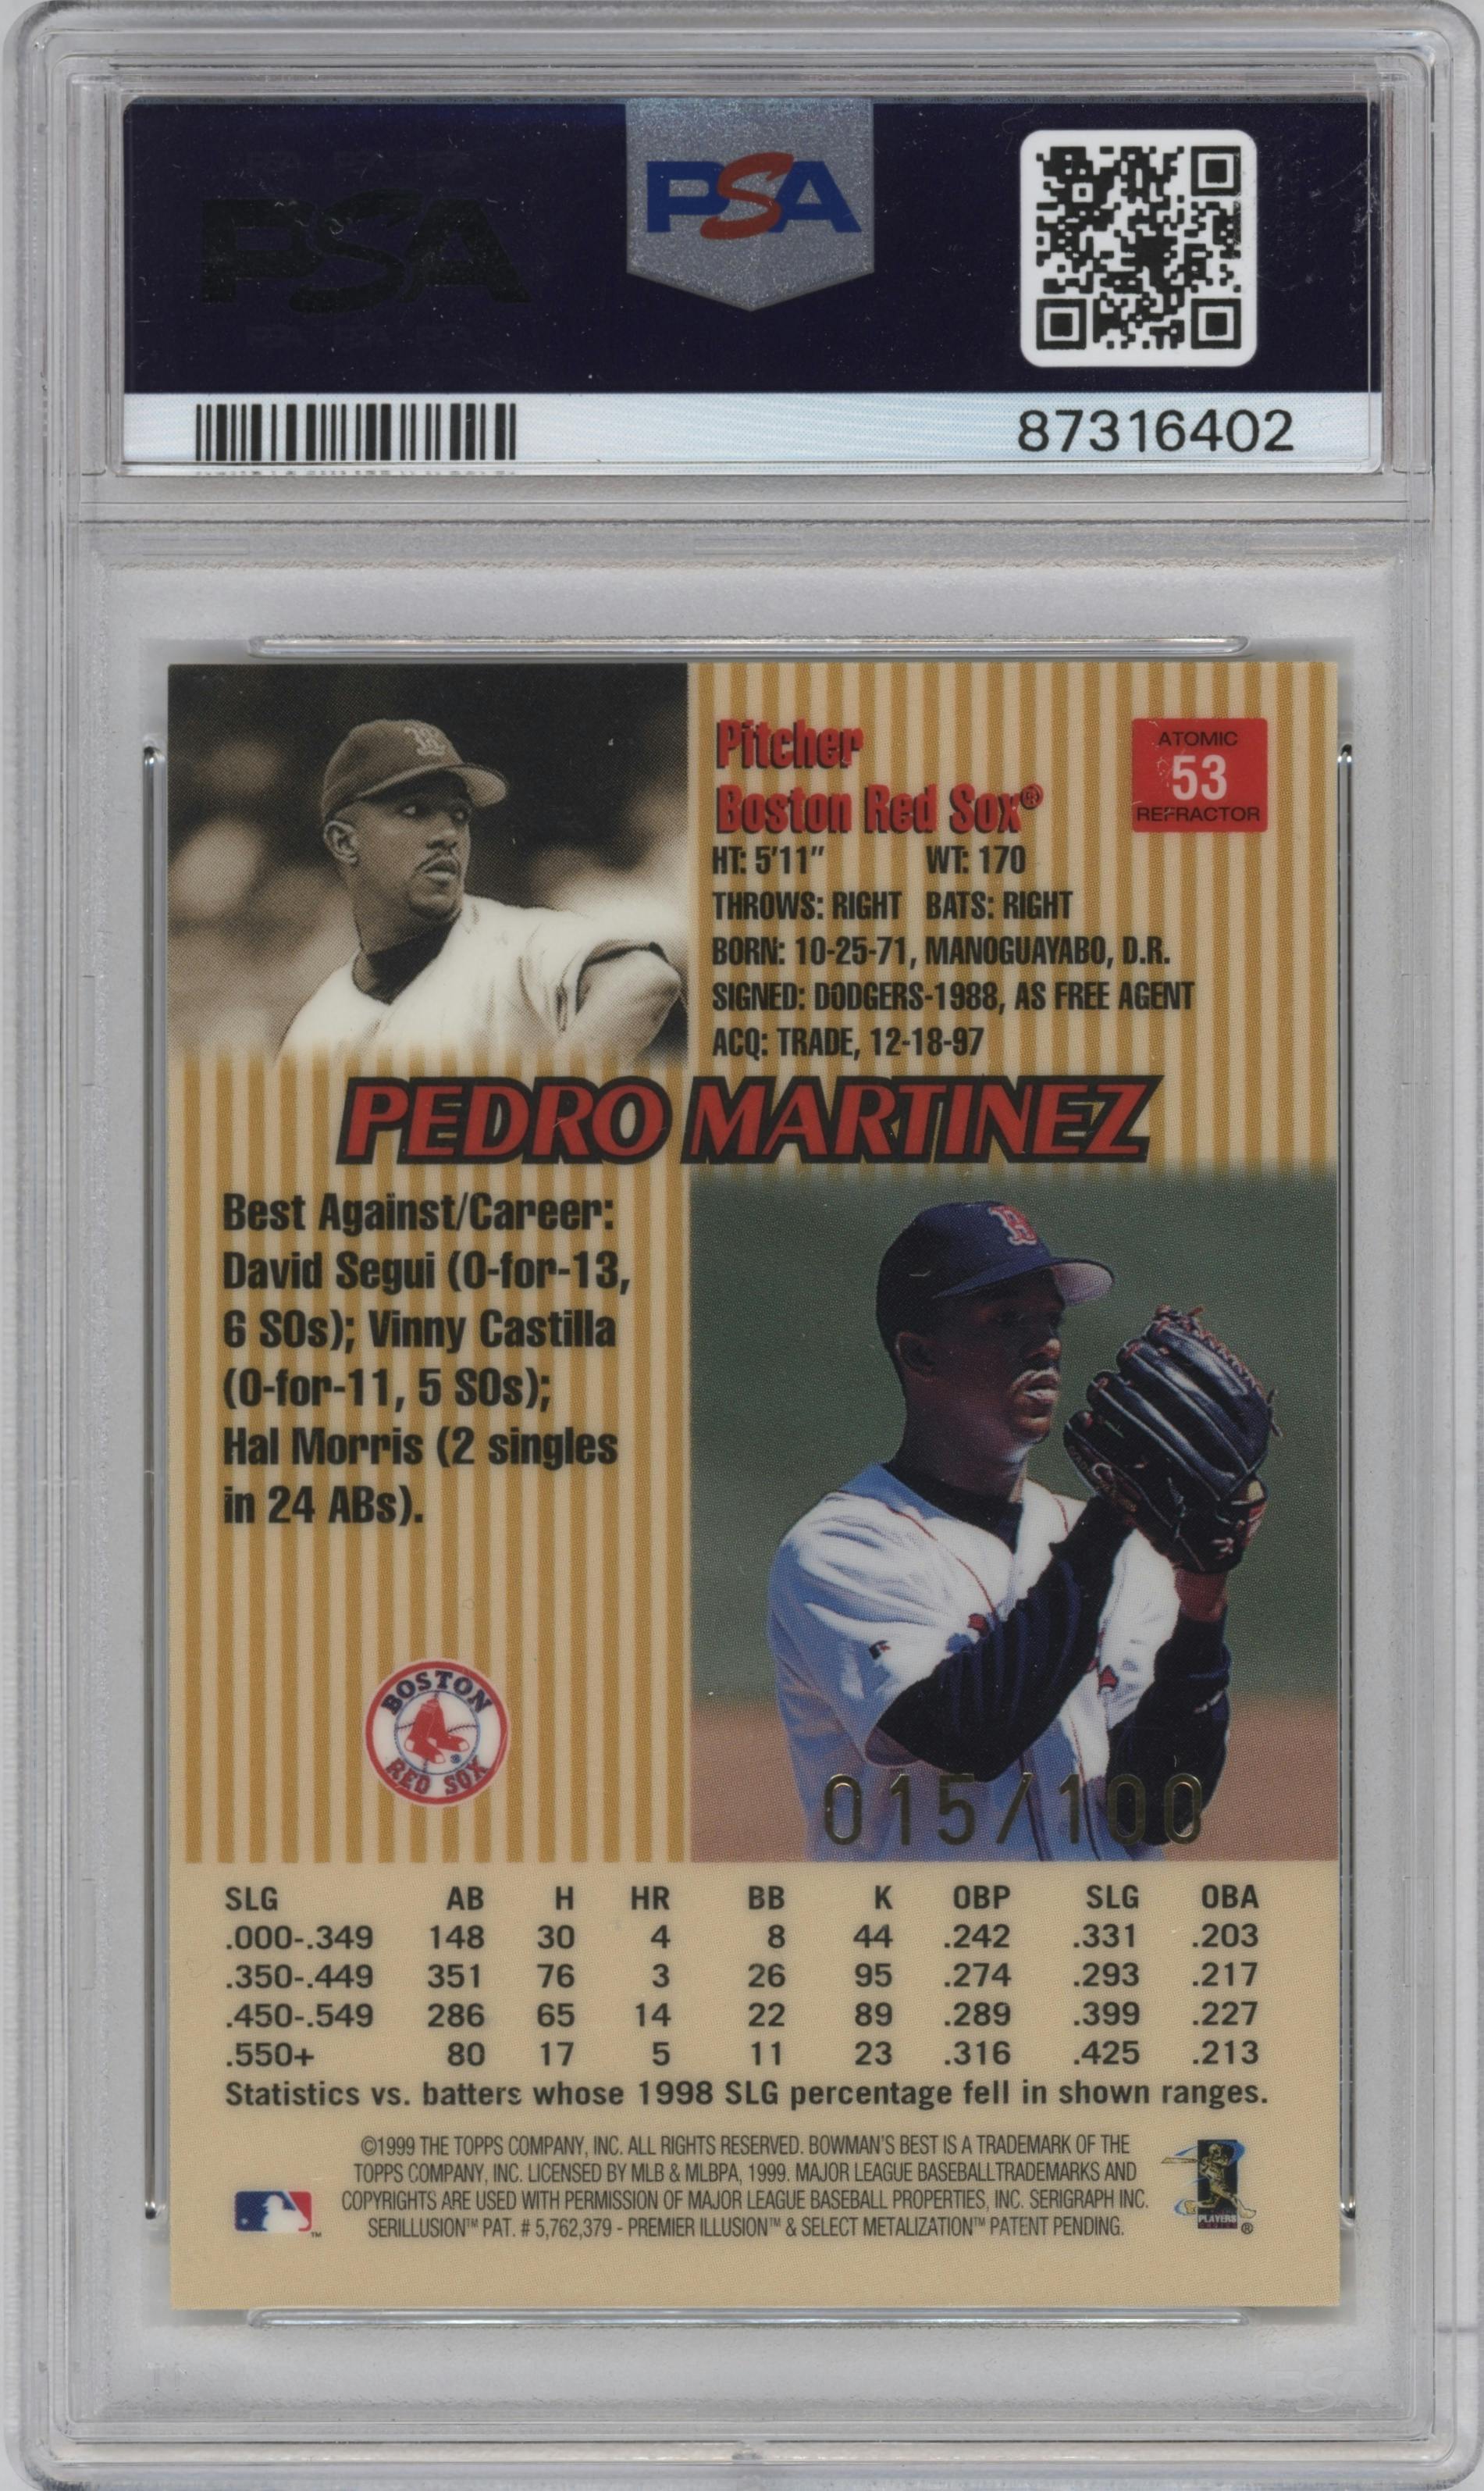 PSA
PSA
87316402
Pitcher
Boston Red Sox®
ATOMIC
53
REFRACTOR
HT: 5'11" WT: 170
THROWS: RIGHT BATS: RIGHT
BORN: 10-25-71, MANOGUAYABO, D.R.
SIGNED: DODGERS-1988, AS FREE AGENT
ACQ: TRADE, 12-18-97
PEDRO MARTINEZ
Best Against/Career:
David Segui (0-for-13,
6 SOs); Vinny Castilla
(0-for-11, 5 SOs);
Hal Morris (2 singles
in 24 ABs).
BOSTON
RED SOX
015/100
SLG AB H HR BB K OBP SLG OBA
.000-.349 148 30 4 8 44 .242 .331 .203
.350-.449 351 76 3 26 95 .274 .293 .217
.450-.549 286 65 14 22 89 .289 .399 .227
.550+ 80 17 5 11 23 .316 .425 .213
Statistics vs. batters whose 1998 SLG percentage fell in shown ranges.
©1999 THE TOPPS COMPANY, INC. ALL RIGHTS RESERVED. BOWMAN'S BEST IS A TRADEMARK OF THE
TOPPS COMPANY, INC. LICENSED BY MLB & MLBPA, 1999. MAJOR LEAGUE BASEBALL TRADEMARKS AND
COPYRIGHTS ARE USED WITH PERMISSION OF MAJOR LEAGUE BASEBALL PROPERTIES, INC. SERIGRAPH INC.
SERILLUSION™ PAT. # 5,762,379 - PREMIER ILLUSION™ & SELECT METALIZATION™ PATENT PENDING.
PLAYERS